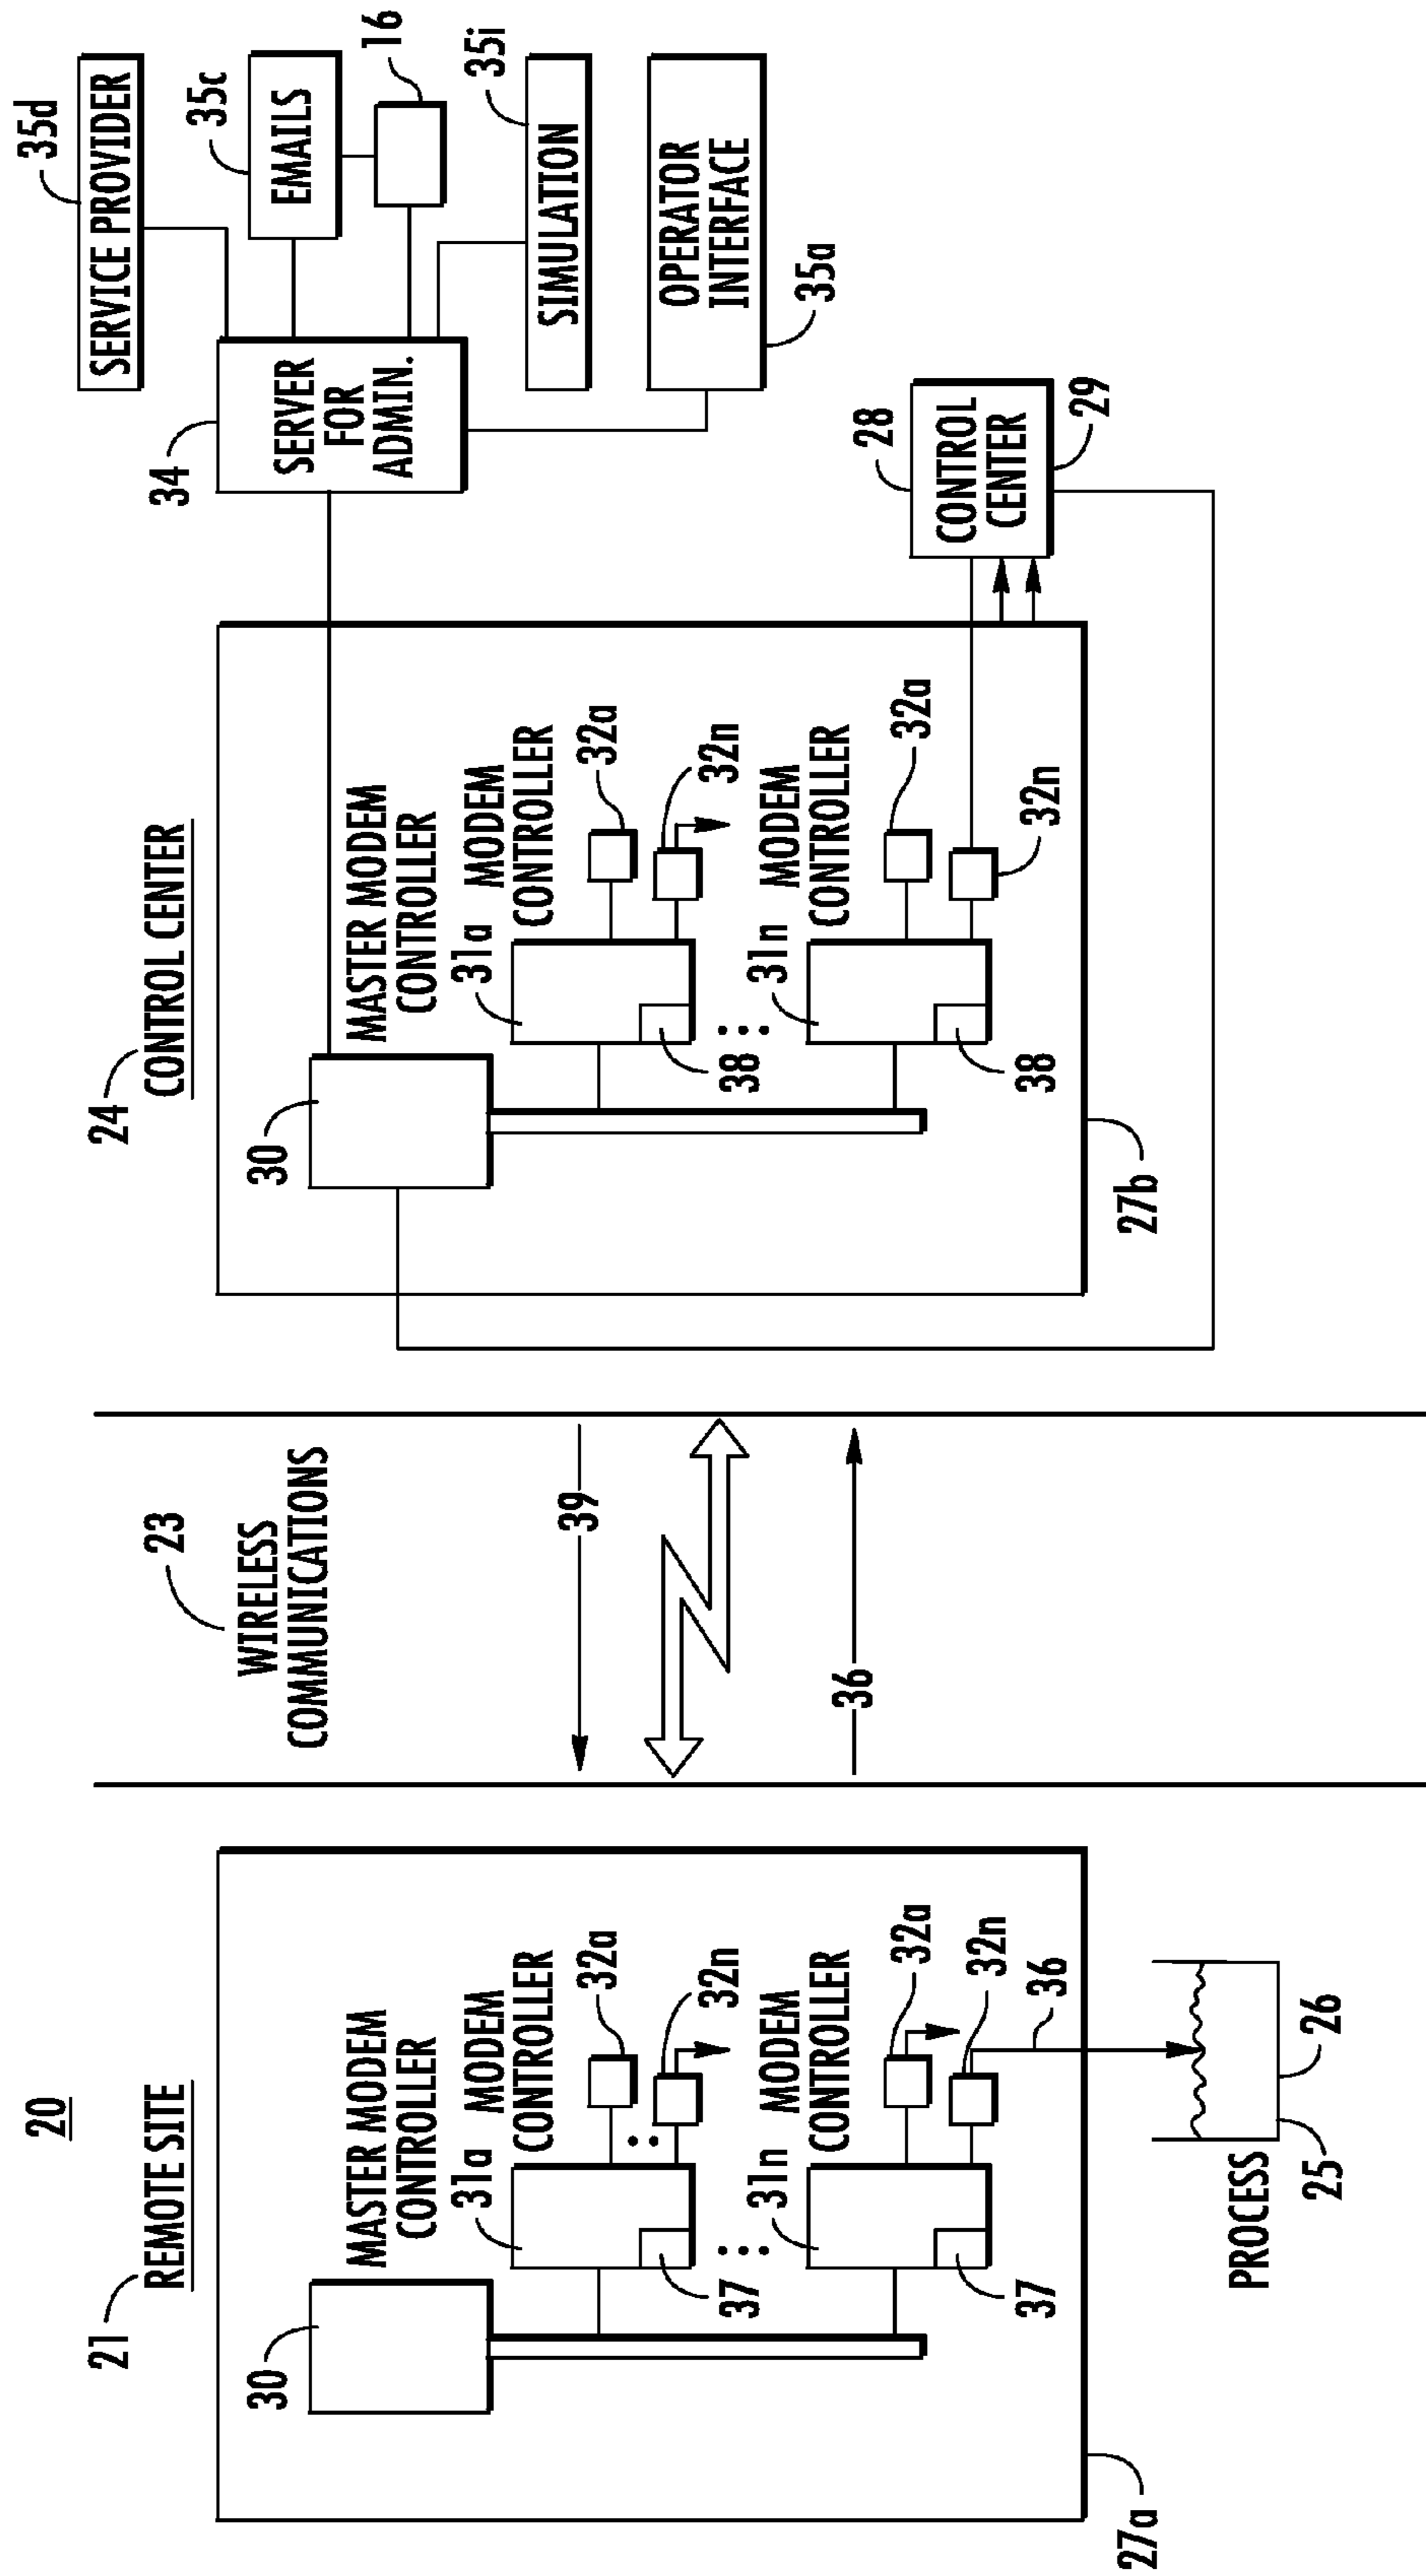 20
21
REMOTE SITE
30
MASTER MODEM
CONTROLLER
31a
MODEM
CONTROLLER
32a
32n
37
31n
MODEM
CONTROLLER
32a
32n
37
36
27a
PROCESS
25
26
23
WIRELESS
COMMUNICATIONS
39
36
24
CONTROL CENTER
30
MASTER MODEM
CONTROLLER
31a
MODEM
CONTROLLER
32a
32n
38
31n
MODEM
CONTROLLER
32a
32n
38
27b
34
SERVER
FOR
ADMIN.
35d
SERVICE PROVIDER
35c
EMAILS
16
35i
SIMULATION
OPERATOR
INTERFACE
35a
28
CONTROL
CENTER
29